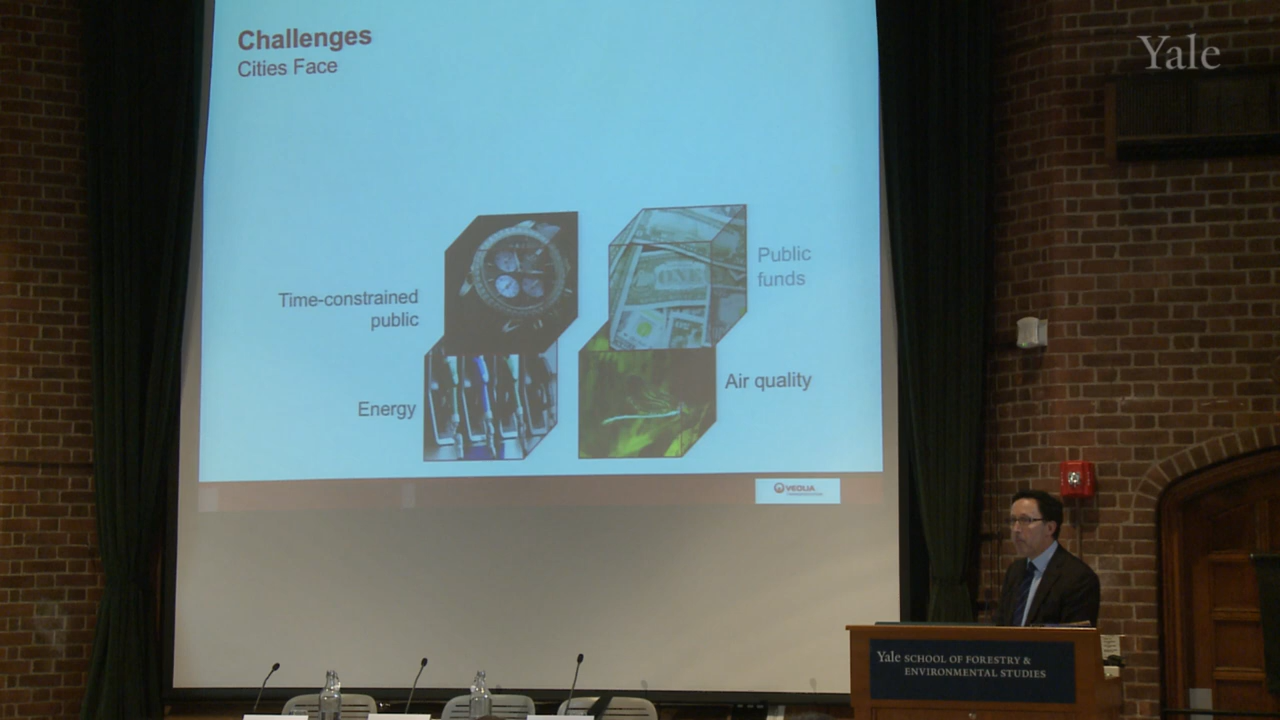 Challenges
Cities Face
Yale
Time-constrained
public
Public
funds
Energy
Air quality
VEOLIA
Yale SCHOOL OF FORESTRY &
ENVIRONMENTAL STUDIES